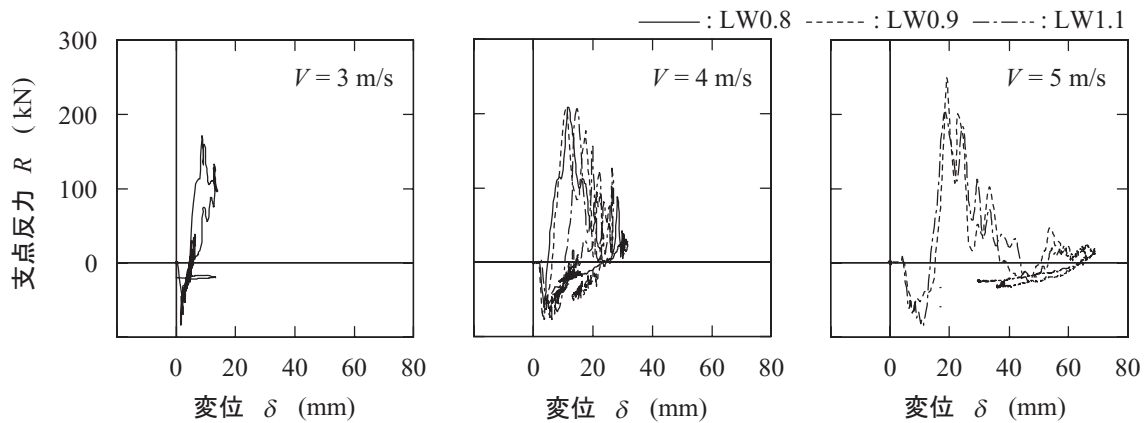 : LW0.8 : LW0.9 : LW1.1
V = 3 m/s V = 4 m/s V = 5 m/s
支点反力 R (kN)
300
200
100
0
0 20 40 60 80 0 20 40 60 80 0 20 40 60 80
変位 δ (mm) 変位 δ (mm) 変位 δ (mm)